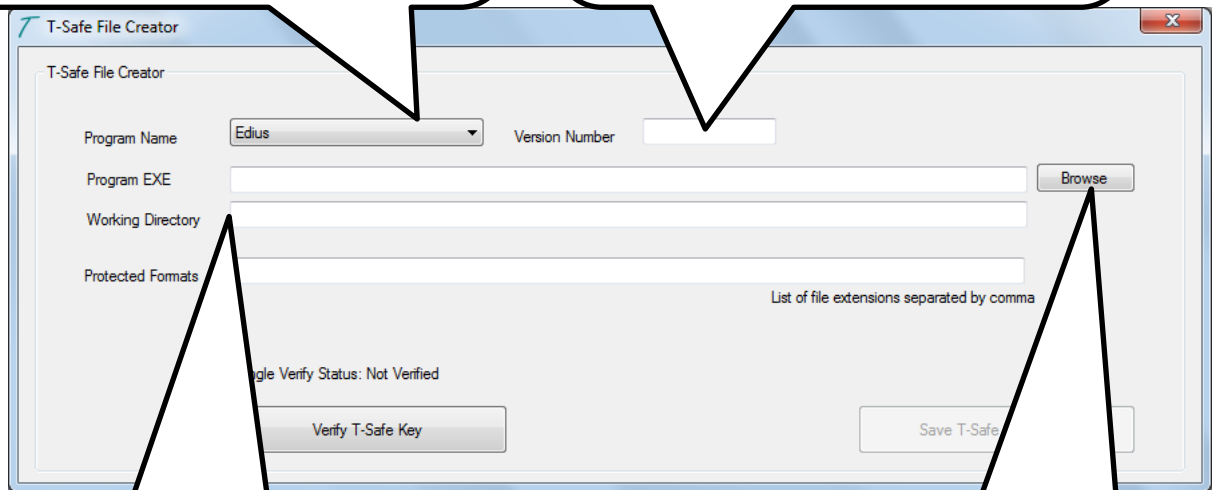 T-Safe File Creator
T-Safe File Creator
Program Name Edius Version Number
Program EXE Browse
Working Directory
Protected Formats
List of file extensions separated by comma
Verify Status: Not Verified
Verify T-Safe Key Save T-Safe